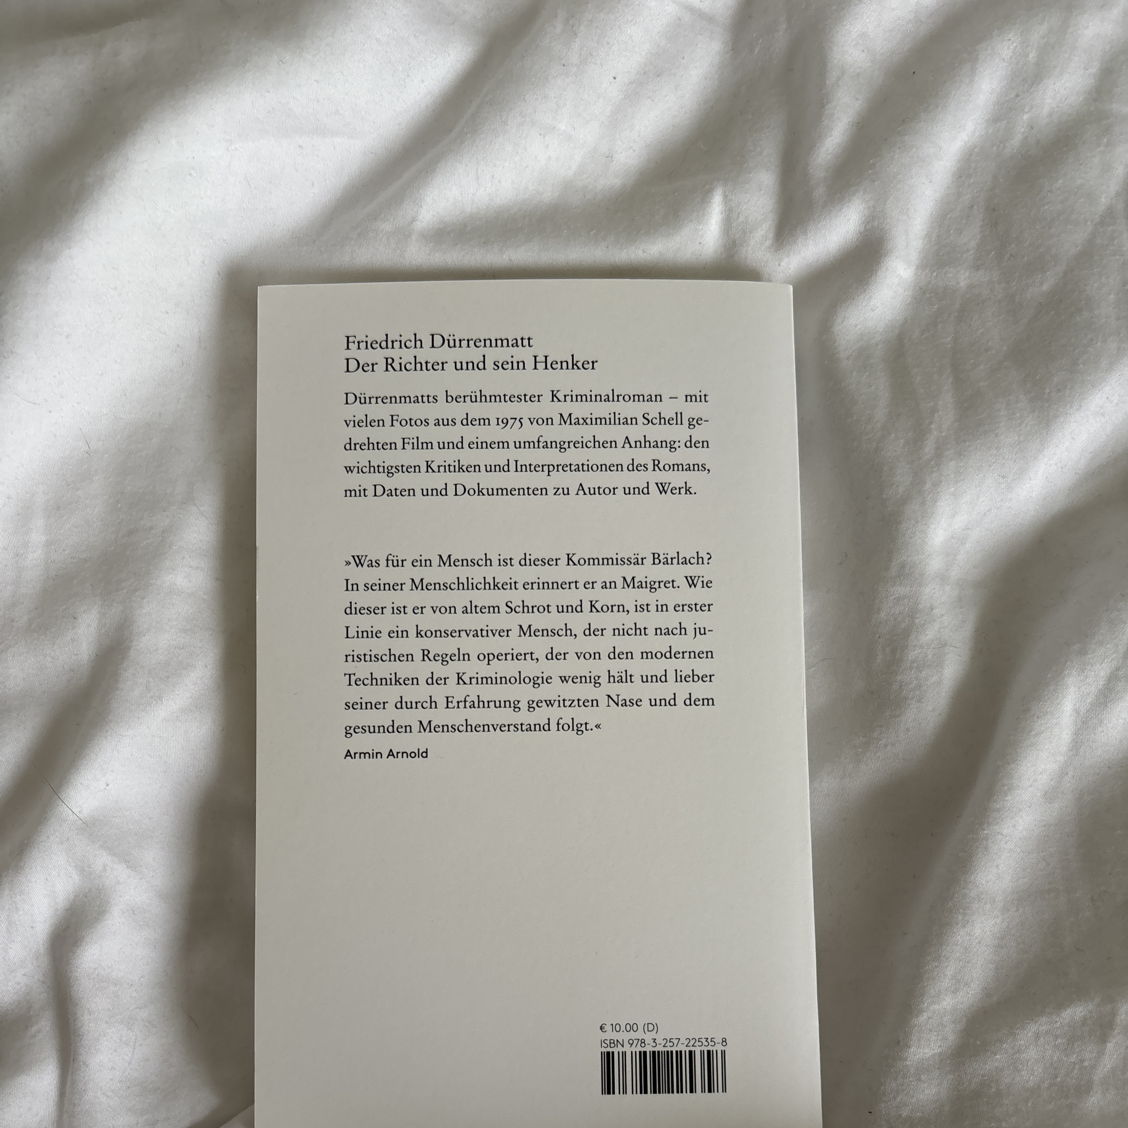 Friedrich Dürrenmatt
Der Richter und sein Henker
Dürrenmatts berühmtester Kriminalroman – mit
vielen Fotos aus dem 1975 von Maximilian Schell ge-
drehten Film und einem umfangreichen Anhang: den
wichtigsten Kritiken und Interpretationen des Romans,
mit Daten und Dokumenten zu Autor und Werk.
»Was für ein Mensch ist dieser Kommissär Bärlach?
In seiner Menschlichkeit erinnert er an Maigret. Wie
dieser ist er von altem Schrot und Korn, ist in erster
Linie ein konservativer Mensch, der nicht nach ju-
ristischen Regeln operiert, der von den modernen
Techniken der Kriminologie wenig hält und lieber
seiner durch Erfahrung gewitzten Nase und dem
gesunden Menschenverstand folgt.«
Armin Arnold
€ 10.00 (D)
ISBN 978-3-257-22535-8